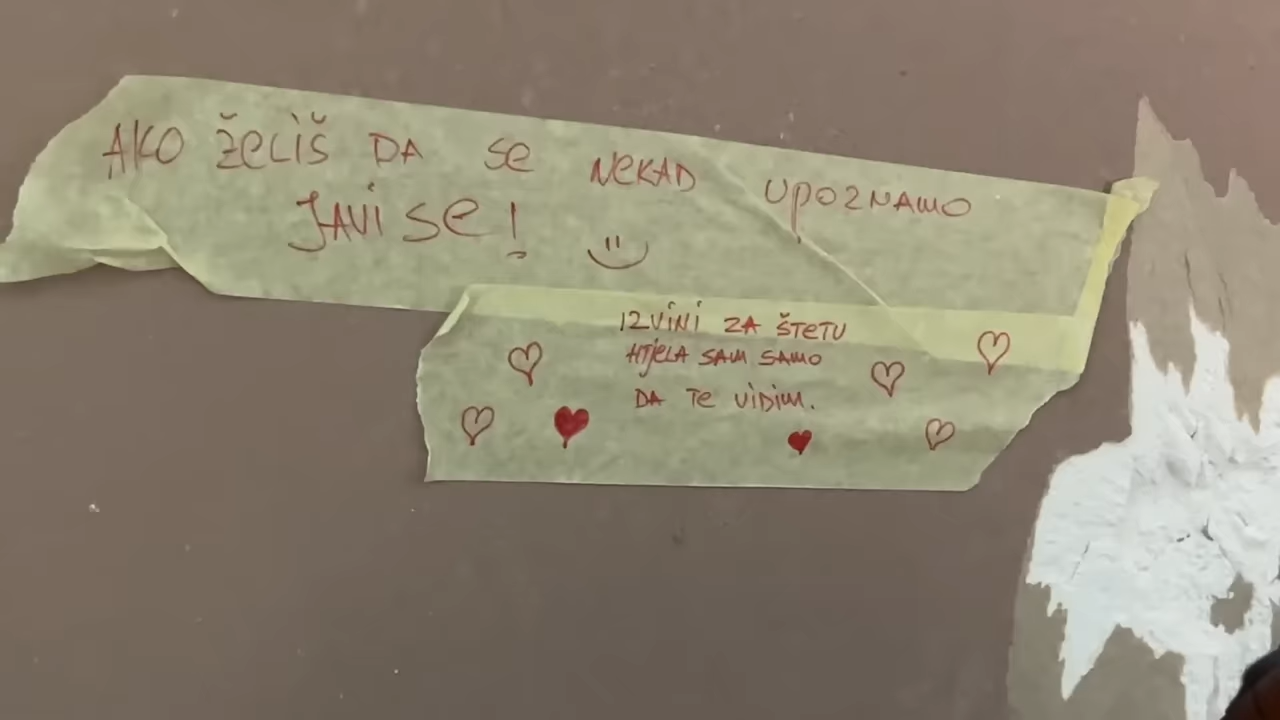 AKO ŽELIŠ DA SE NEKAD UPOZNAMO
JAVI SE!
IZVINI ZA ŠTETU
HTJELA SAM SAMO
DA TE VIDIM.